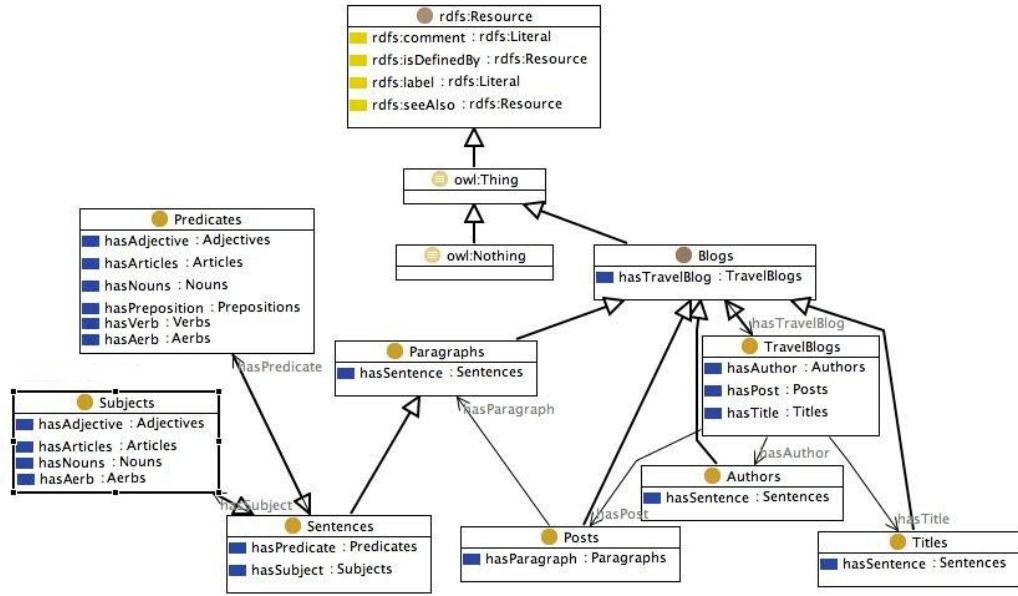 rdfs:Resource
rdfs:comment : rdfs:Literal
rdfs:isDefinedBy : rdfs:Resource
rdfs:label : rdfs:Literal
rdfs:seeAlso : rdfs:Resource
owl:Thing
owl:Nothing
Predicates
hasAdjective : Adjectives
hasArticles : Articles
hasNouns : Nouns
hasPreposition : Prepositions
hasVerb : Verbs
hasAerb : Aerbs
Blogs
hasTravelBlog : TravelBlogs
hasTravelBlog
Paragraphs
hasSentence : Sentences
TravelBlogs
hasAuthor : Authors
hasPost : Posts
hasTitle : Titles
hasPredicate
Subjects
hasAdjective : Adjectives
hasArticles : Articles
hasNouns : Nouns
hasAerb : Aerbs
hasParagraph
hasAuthor
Authors
hasSentence : Sentences
hasSubject
hasPost
hasTitle
Sentences
hasPredicate : Predicates
hasSubject : Subjects
Posts
hasParagraph : Paragraphs
Titles
hasSentence : Sentences